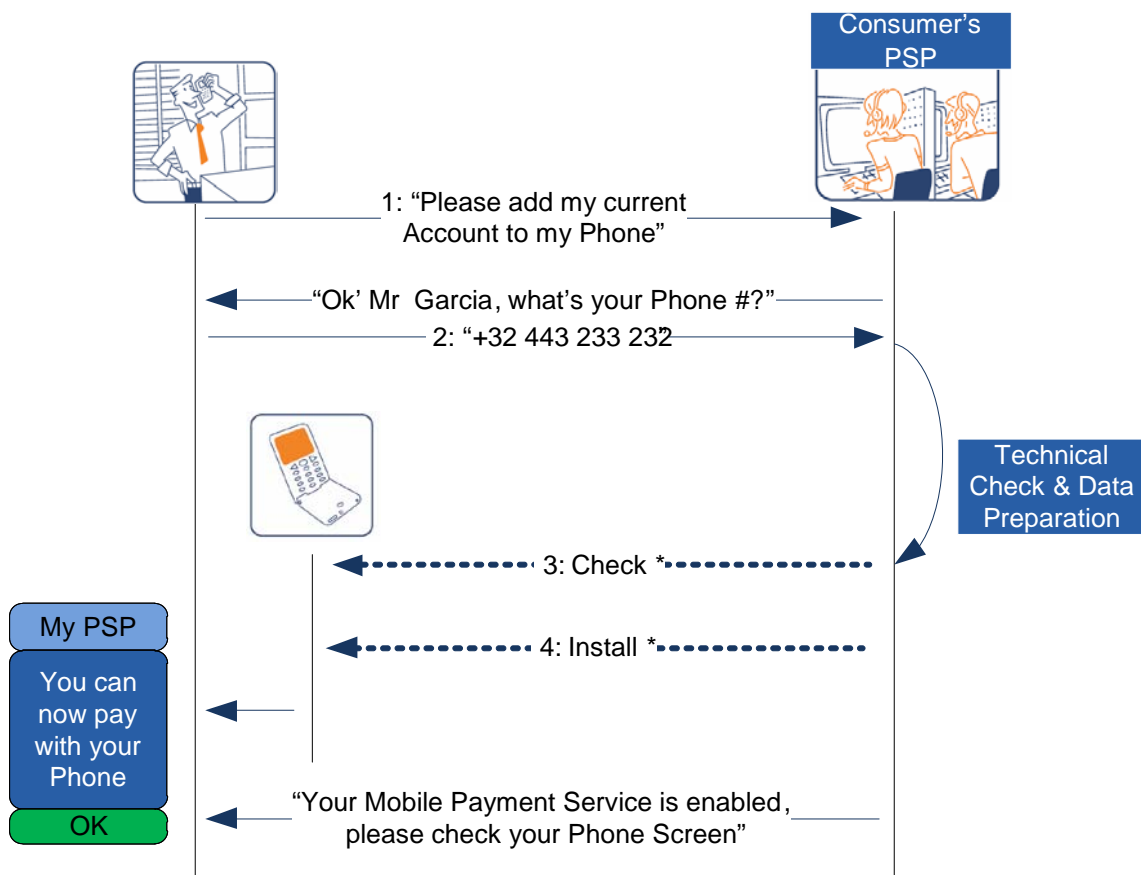 Consumer's
PSP
1: “Please add my current
Account to my Phone”
“Ok’ Mr Garcia, what’s your Phone #?”
2: “+32 443 233 232”
Technical
Check & Data
Preparation
3: Check *
4: Install *
My PSP
You can
now pay
with your
Phone
OK
“Your Mobile Payment Service is enabled,
please check your Phone Screen”